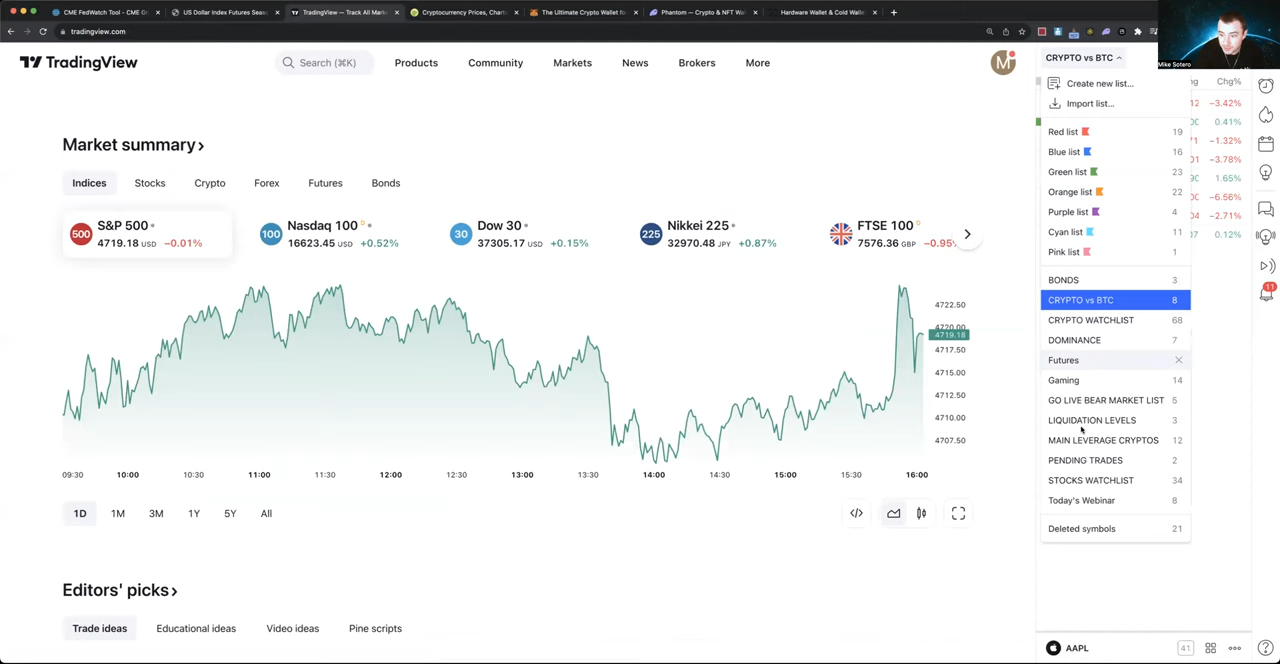 CME FedWatch Tool - CME Gr
US Dollar Index Futures Seas
TradingView — Track All Mark
Cryptocurrency Prices, Chart
The Ultimate Crypto Wallet fo
Phantom — Crypto & NFT Wal
Hardware Wallet & Cold Walle
tradingview.com
Mike Sotero
TradingView
Search (⌘K)
Products
Community
Markets
News
Brokers
More
M
CRYPTO vs BTC
Chg%
Create new list...
Import list...
Red list 19
Blue list 16
Green list 23
Orange list 22
Purple list 4
Cyan list 11
Pink list 1
BONDS 3
CRYPTO vs BTC 8
CRYPTO WATCHLIST 68
DOMINANCE 7
Futures
Gaming 14
GO LIVE BEAR MARKET LIST 5
LIQUIDATION LEVELS 3
MAIN LEVERAGE CRYPTOS 12
PENDING TRADES 2
STOCKS WATCHLIST 34
Today's Webinar 8
Deleted symbols 21
−3.42%
0.41%
−1.32%
−3.78%
1.65%
−6.56%
−2.71%
0.12%
11
Market summary
Indices
Stocks
Crypto
Forex
Futures
Bonds
500
S&P 500
4719.18 USD −0.01%
100
Nasdaq 100 D
16623.45 USD +0.52%
30
Dow 30
37305.17 USD +0.15%
225
Nikkei 225
32970.48 JPY +0.87%
FTSE 100 D
7576.36 GBP −0.95%
4722.50
4720.00
4719.18
4717.50
4715.00
4712.50
4710.00
4707.50
09:30 10:00 10:30 11:00 11:30 12:00 12:30 13:00 13:30 14:00 14:30 15:00 15:30 16:00
1D 1M 3M 1Y 5Y All
Editors' picks
Trade ideas
Educational ideas
Video ideas
Pine scripts
AAPL
41